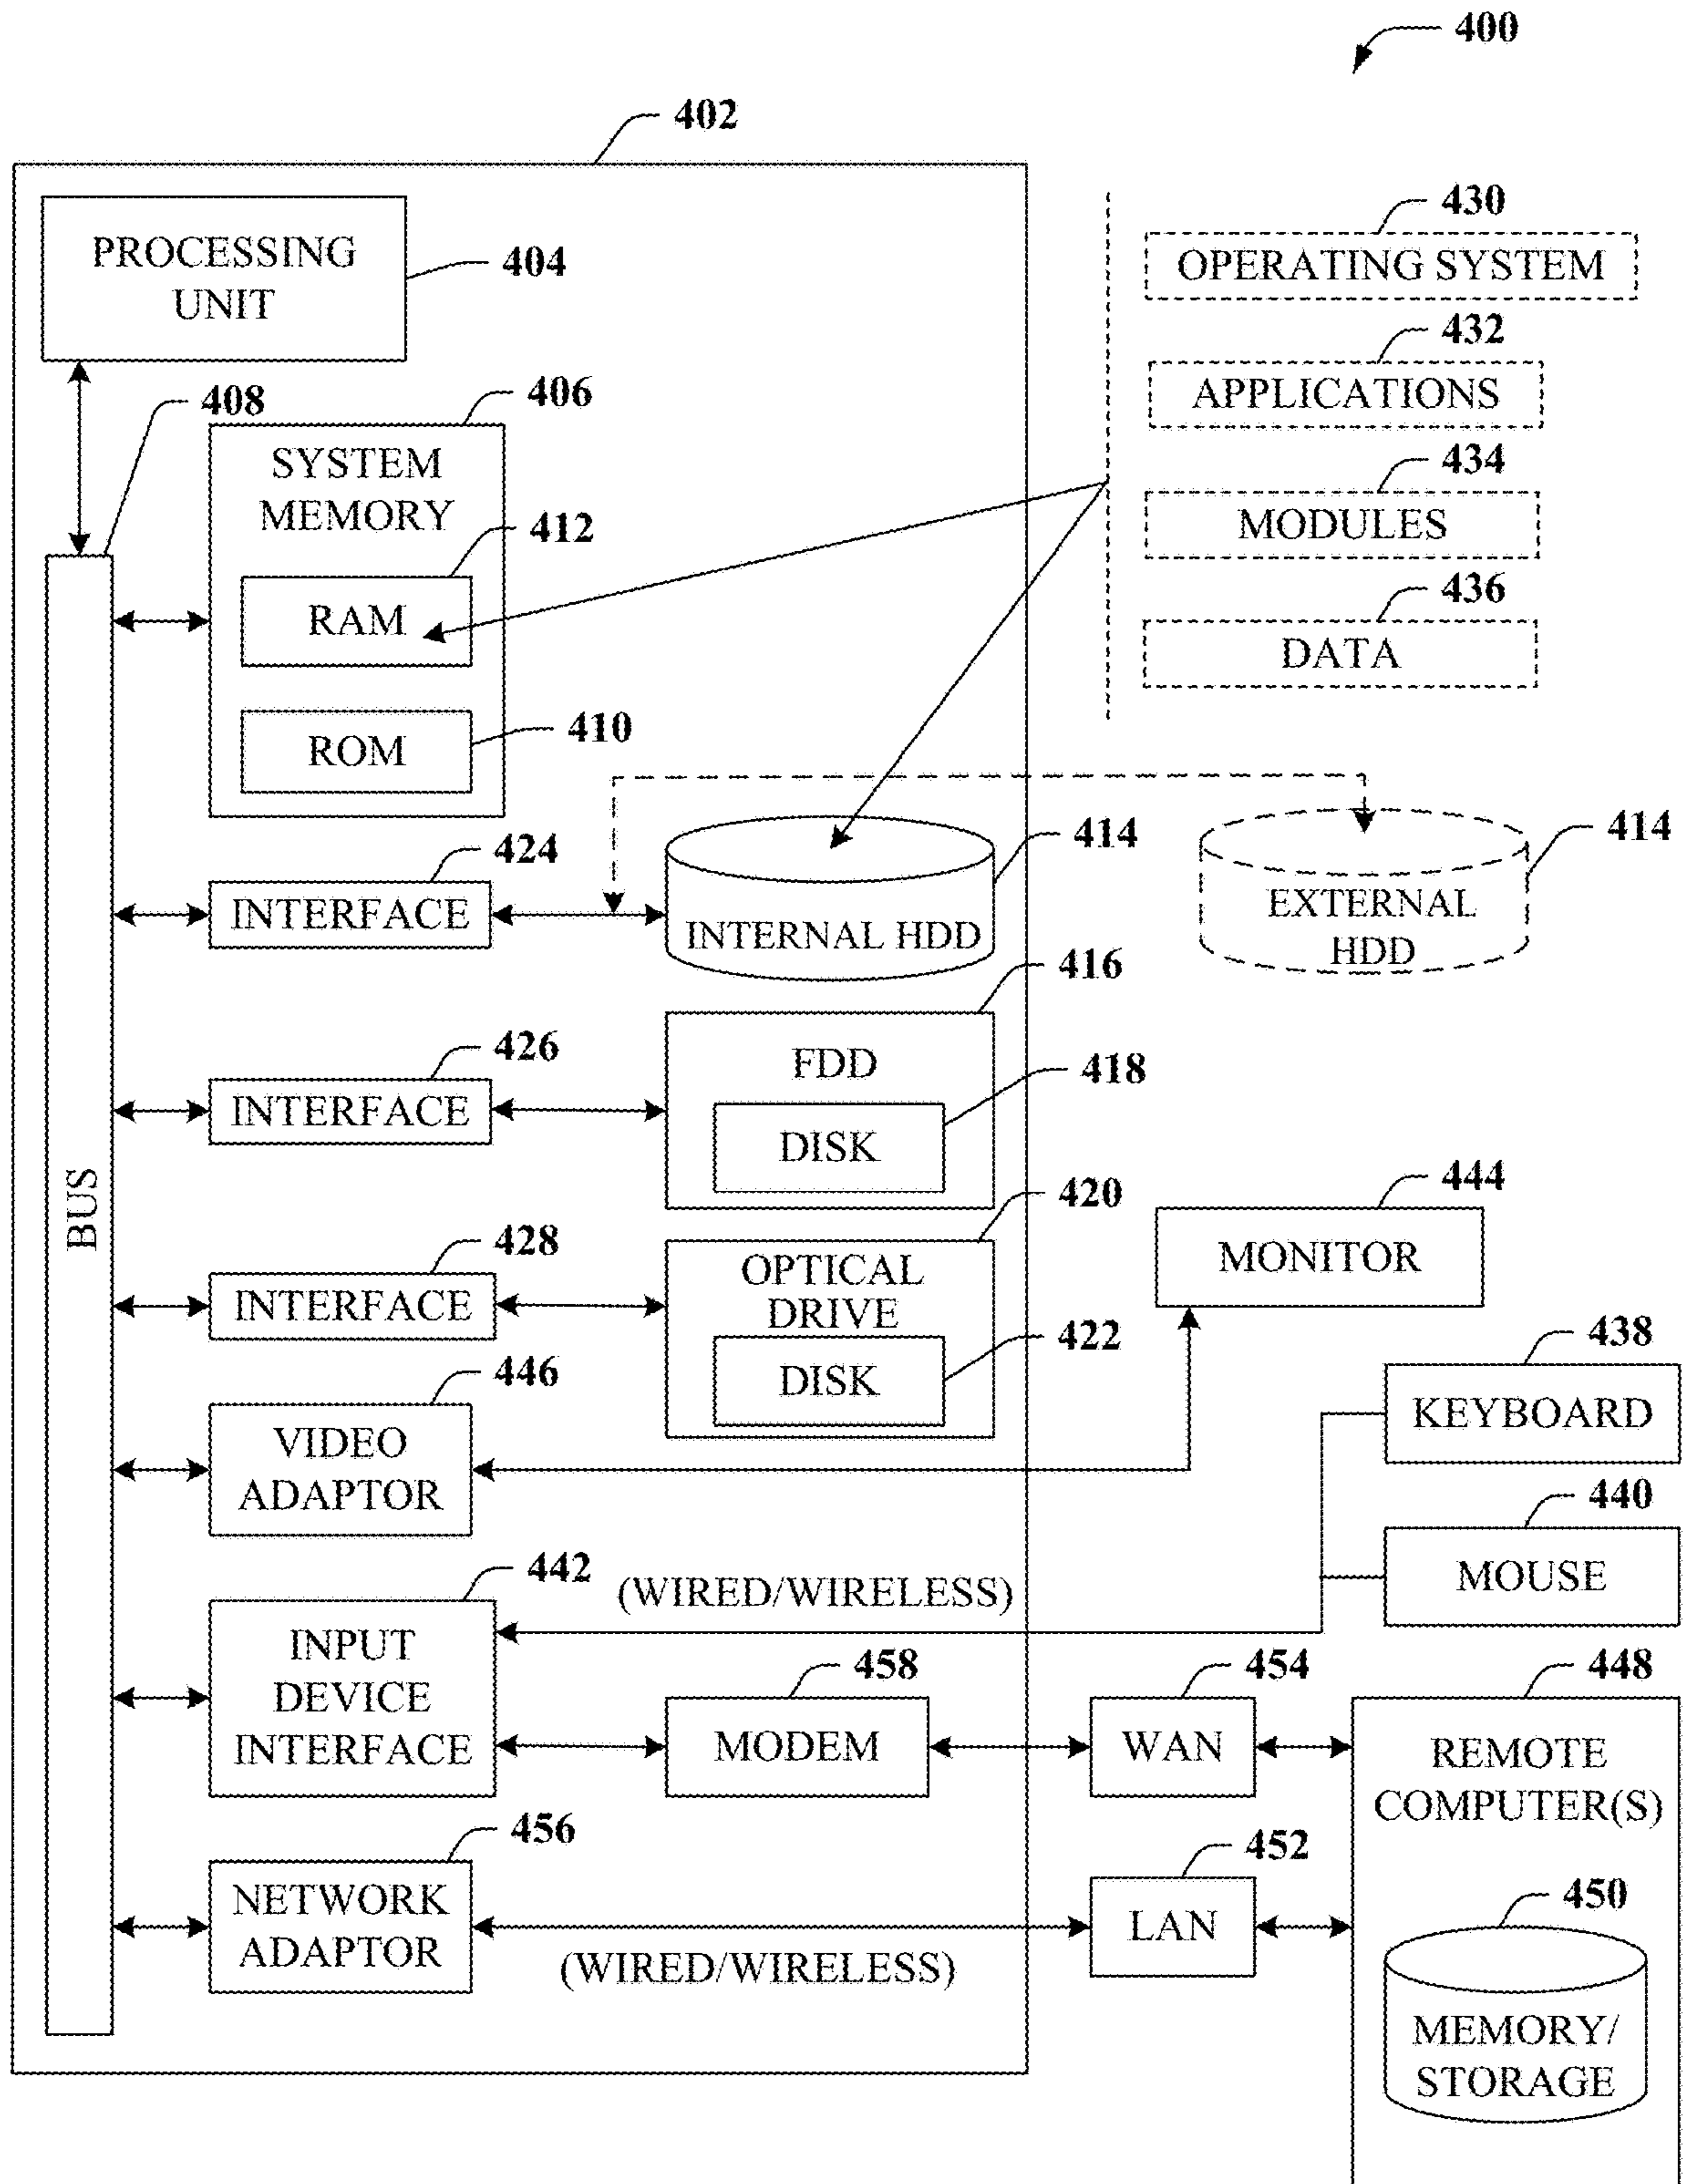 400
402
PROCESSING
UNIT
404
430
OPERATING SYSTEM
432
APPLICATIONS
434
MODULES
436
DATA
408
406
SYSTEM
MEMORY
412
RAM
410
ROM
BUS
424
INTERFACE
414
INTERNAL HDD
414
EXTERNAL
HDD
426
INTERFACE
416
FDD
418
DISK
428
INTERFACE
420
OPTICAL
DRIVE
422
DISK
444
MONITOR
446
VIDEO
ADAPTOR
438
KEYBOARD
440
MOUSE
442
(WIRED/WIRELESS)
INPUT
DEVICE
INTERFACE
458
MODEM
454
WAN
448
REMOTE
COMPUTER(S)
456
NETWORK
ADAPTOR
(WIRED/WIRELESS)
452
LAN
450
MEMORY/
STORAGE